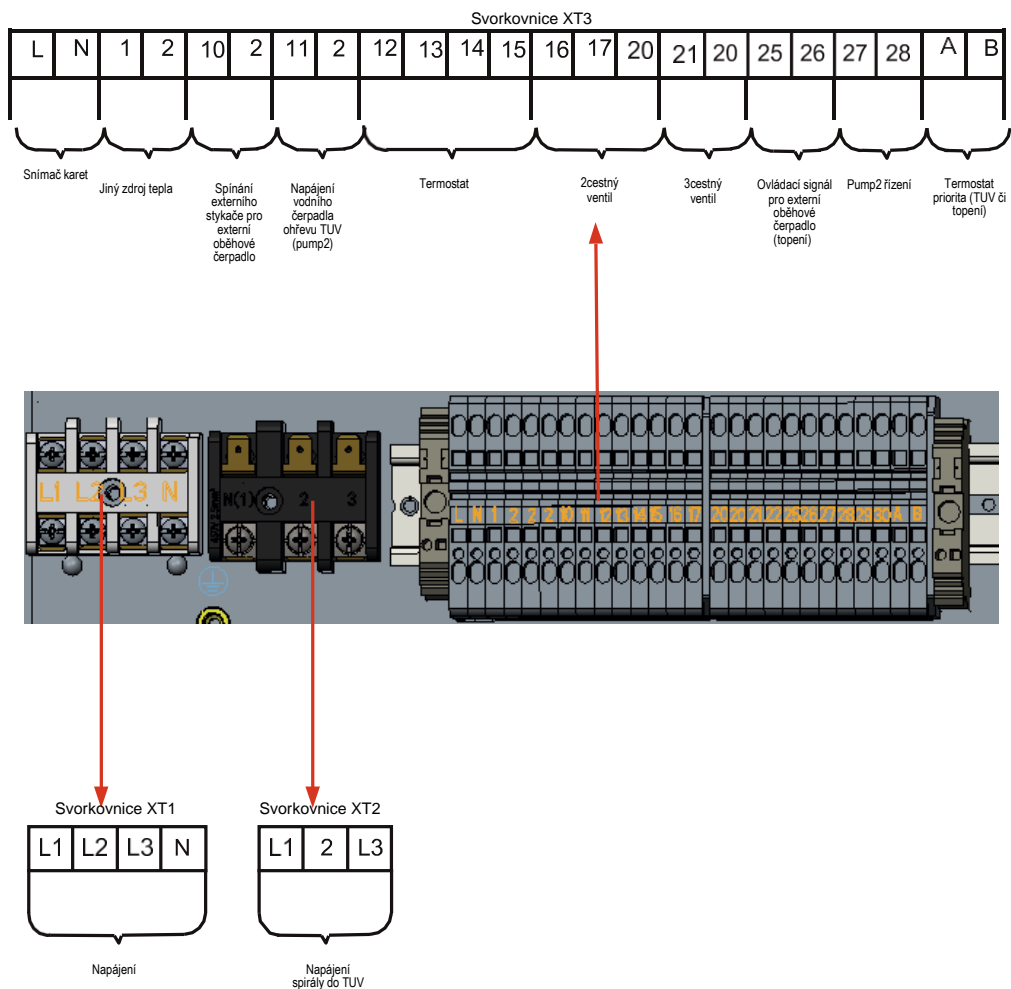 Svorkovnice XT3
L N 1 2 10 2 11 2 12 13 14 15 16 17 20 21 20 25 26 27 28 A B
Snímač karet
Jiný zdroj tepla
Spínání
externího
stykače pro
externí
oběhové
čerpadlo
Napájení
vodního
čerpadla
ohřevu TUV
(pump2)
Termostat
2cestný
ventil
3cestný
ventil
Ovládací signál
pro externí
oběhové
čerpadlo
(topení)
Pump2 řízení
Termostat
priorita (TUV či
topení)
L1 L2 L3 N
N(1) 2 3
L N 1 2 2 2 10 11 12 13 14 15 16 17 20 20 21 22 25 26 27 28 29 30 A B
Svorkovnice XT1
L1 L2 L3 N
Napájení
Svorkovnice XT2
L1 2 L3
Napájení
spirály do TUV